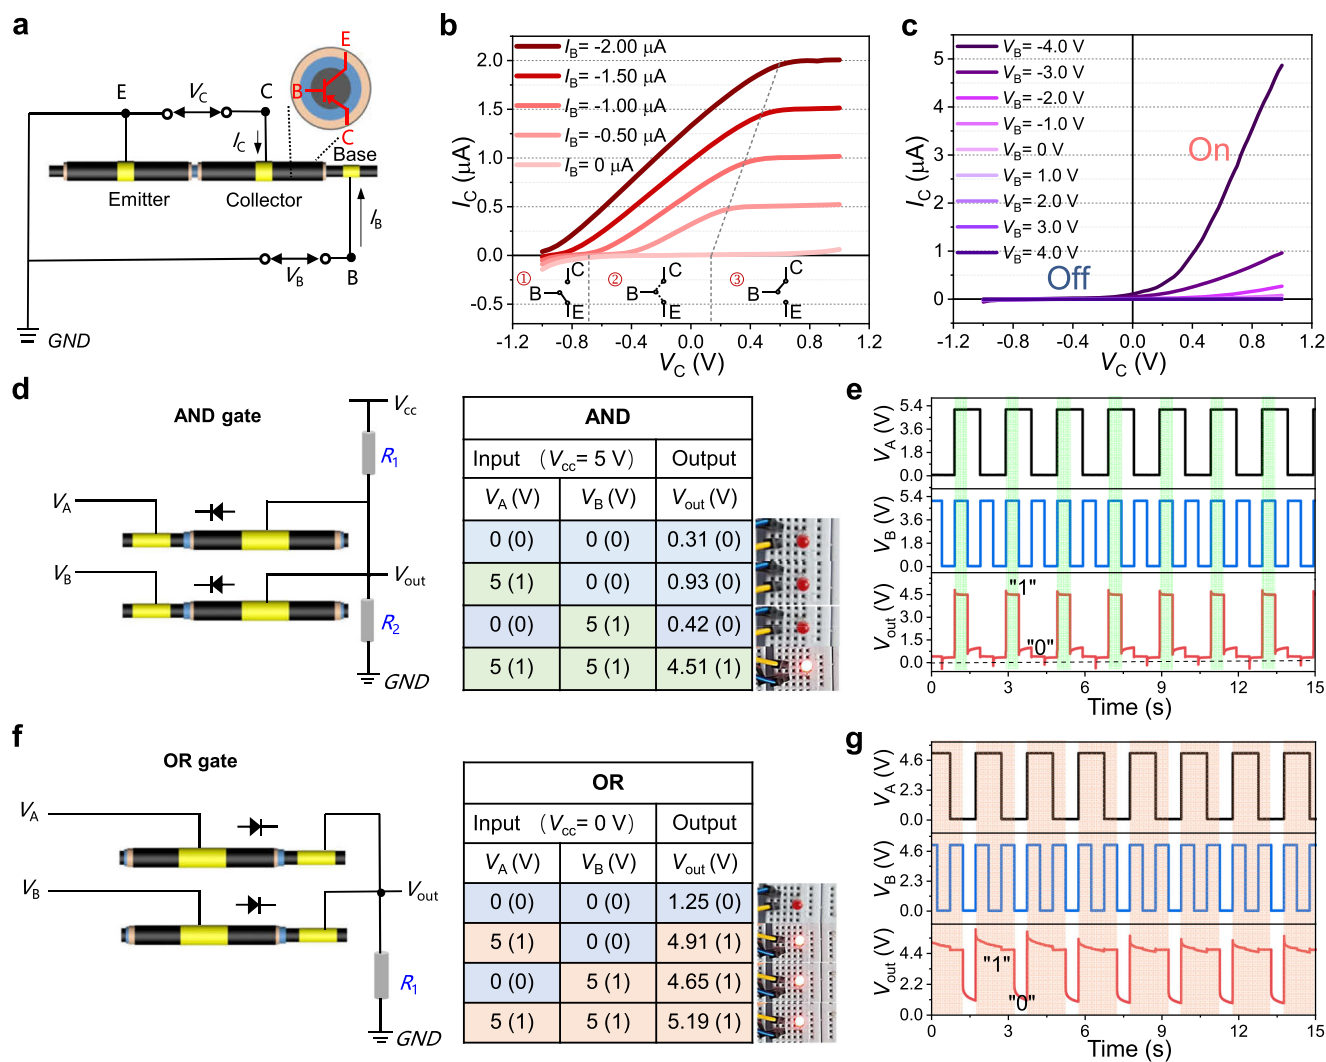 a
E
V_C
C
I_C
E
B
C
Base
Emitter
Collector
I_B
V_B
B
GND
b
I_B= -2.00 μA
I_B= -1.50 μA
I_B= -1.00 μA
I_B= -0.50 μA
I_B= 0 μA
I_C (μA)
2.0
1.5
1.0
0.5
0.0
-0.5
① ② ③
B C E
B C E
B C E
-1.2 -0.8 -0.4 0.0 0.4 0.8 1.2
V_C (V)
c
V_B= -4.0 V
V_B= -3.0 V
V_B= -2.0 V
V_B= -1.0 V
V_B= 0 V
V_B= 1.0 V
V_B= 2.0 V
V_B= 3.0 V
V_B= 4.0 V
On
Off
I_C (μA)
5
4
3
2
1
0
-1.2 -0.8 -0.4 0.0 0.4 0.8 1.2
V_C (V)
d
AND gate
V_cc
R_1
V_A
V_B
V_out
R_2
GND
AND
Input (V_cc= 5 V) Output
V_A (V) V_B (V) V_out (V)
0 (0) 0 (0) 0.31 (0)
5 (1) 0 (0) 0.93 (0)
0 (0) 5 (1) 0.42 (0)
5 (1) 5 (1) 4.51 (1)
e
V_A (V)
5.4
3.6
1.8
0.0
V_B (V)
5.4
3.6
1.8
0.0
V_out (V)
4.5
3.0
1.5
0.0
"1"
"0"
0 3 6 9 12 15
Time (s)
f
OR gate
V_A
V_B
V_out
R_1
GND
OR
Input (V_cc= 0 V) Output
V_A (V) V_B (V) V_out (V)
0 (0) 0 (0) 1.25 (0)
5 (1) 0 (0) 4.91 (1)
0 (0) 5 (1) 4.65 (1)
5 (1) 5 (1) 5.19 (1)
g
V_A (V)
4.6
2.3
0.0
V_B (V)
4.6
2.3
0.0
V_out (V)
4.4
2.2
0.0
"1"
"0"
0 3 6 9 12 15
Time (s)